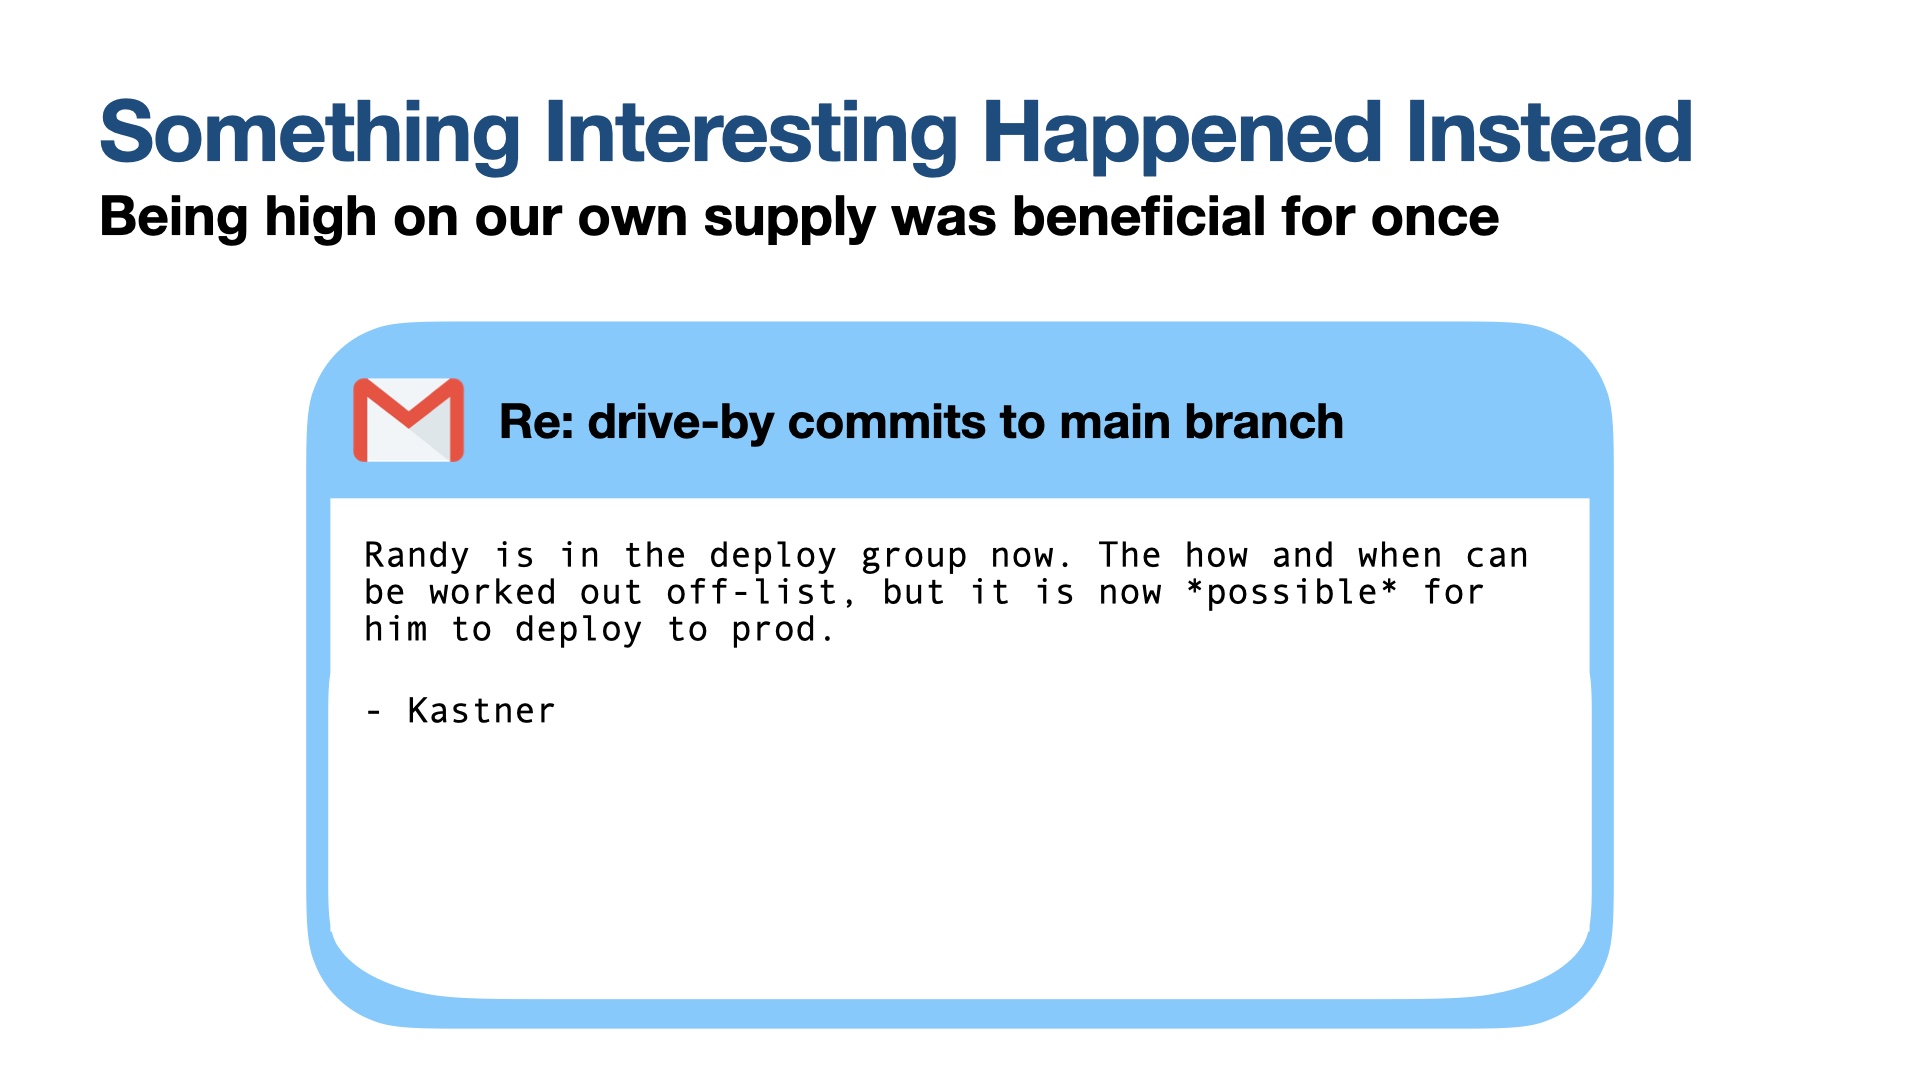 Something Interesting Happened Instead
Being high on our own supply was beneficial for once
Re: drive-by commits to main branch
Randy is in the deploy group now. The how and when can
be worked out off-list, but it is now *possible* for
him to deploy to prod.
- Kastner